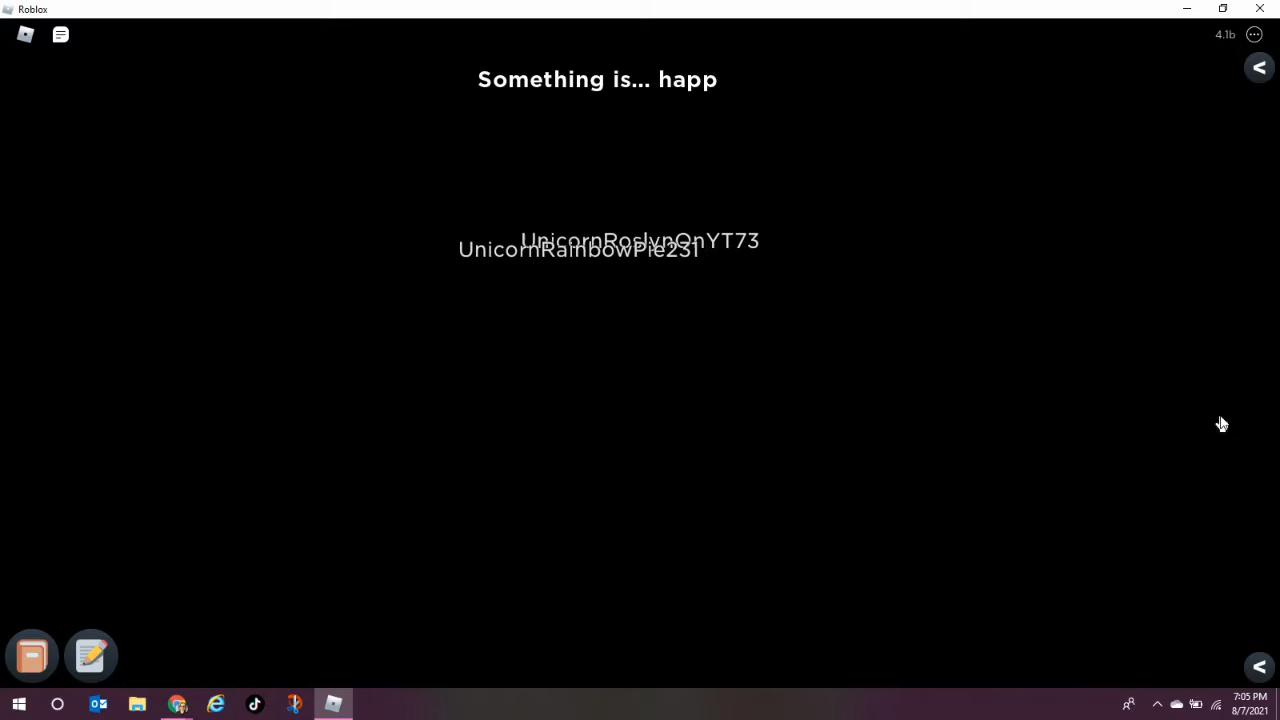 Roblox
4.1b
Something is... happ
UnicornRoslynOnYT73
UnicornRainbowPie231
7:05 PM
8/7/2021